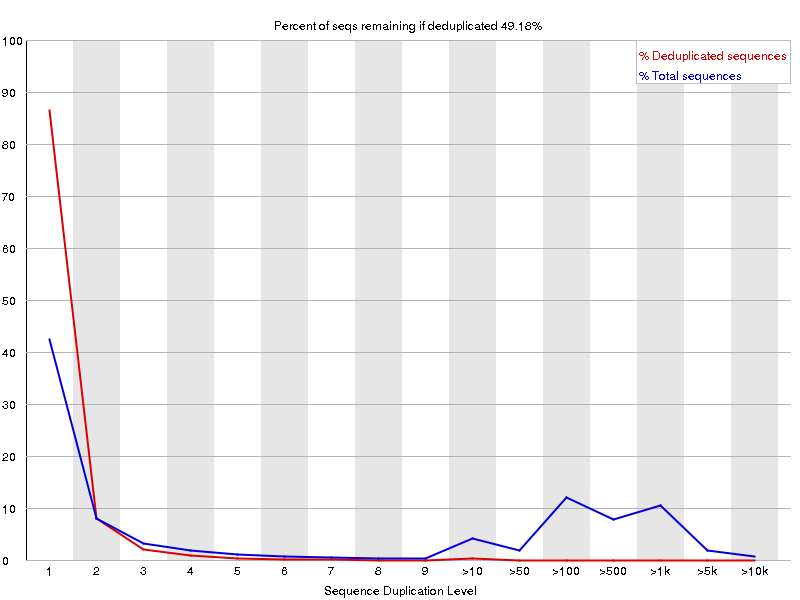 Percent of seqs remaining if deduplicated 49.18%
% Deduplicated sequences
% Total sequences
100
90
80
70
60
50
40
30
20
10
0
1 2 3 4 5 6 7 8 9 >10 >50 >100 >500 >1k >5k >10k
Sequence Duplication Level